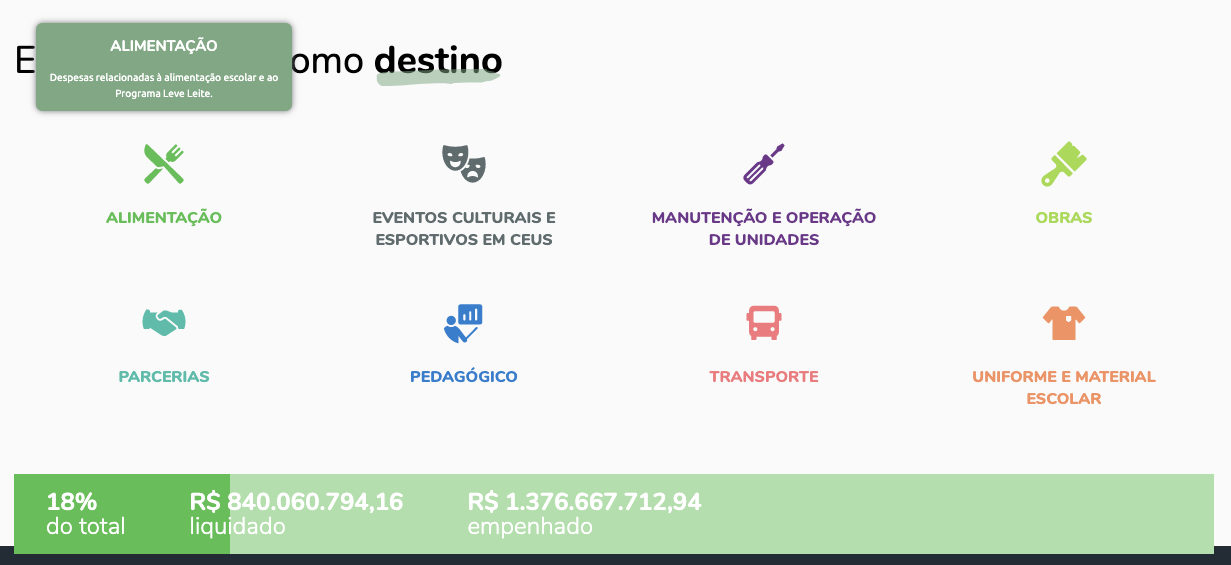 ALIMENTAÇÃO
Despesas relacionadas à alimentação escolar e ao
Programa Leve Leite.
E omo destino
ALIMENTAÇÃO
EVENTOS CULTURAIS E
ESPORTIVOS EM CEUS
MANUTENÇÃO E OPERAÇÃO
DE UNIDADES
OBRAS
PARCERIAS
PEDAGÓGICO
TRANSPORTE
UNIFORME E MATERIAL
ESCOLAR
18%
do total
R$ 840.060.794,16
liquidado
R$ 1.376.667.712,94
empenhado